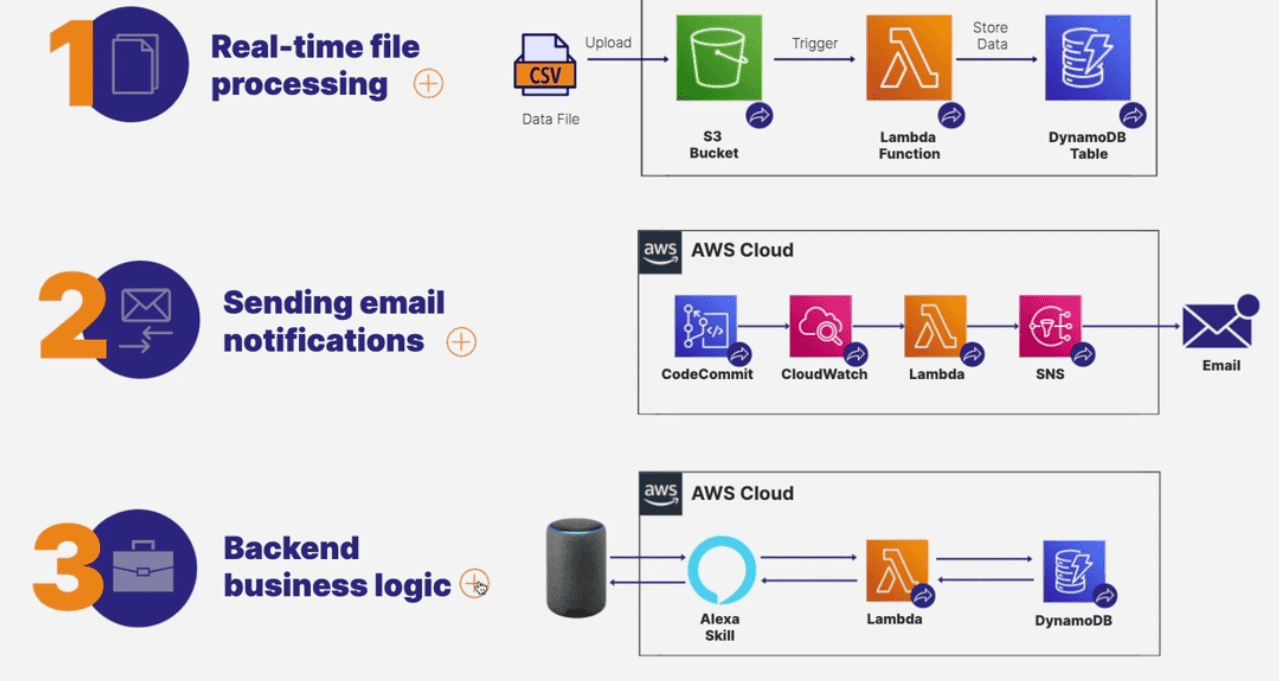 1
Real-time file
processing
CSV
Data File
Upload
Trigger
Store
Data
S3
Bucket
Lambda
Function
DynamoDB
Table
2
Sending email
notifications
aws
AWS Cloud
CodeCommit
CloudWatch
Lambda
SNS
Email
3
Backend
business logic
aws
AWS Cloud
Alexa
Skill
Lambda
DynamoDB